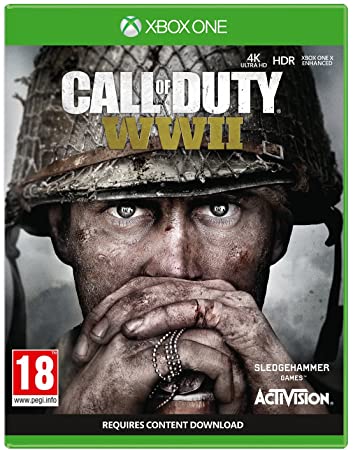 XBOX ONE
4K
ULTRA HD
HDR
XBOX ONE X
ENHANCED
CALL OF DUTY
WWII
SLEDGEHAMMER
GAMES™
18
www.pegi.info
ACTIVISION.
REQUIRES CONTENT DOWNLOAD